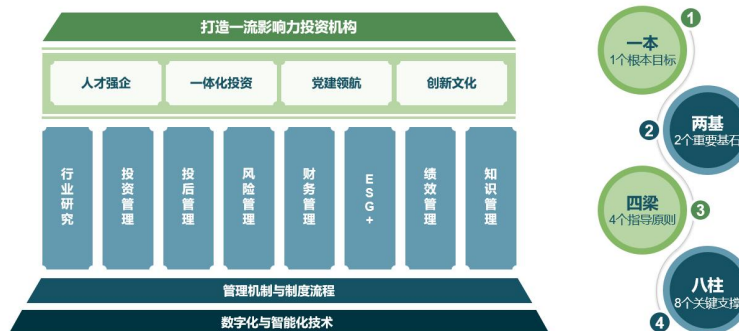 打造一流影响力投资机构
人才强企 一体化投资 党建领航 创新文化
行业研究
投资管理
投后管理
风险管理
财务管理
ESG+
绩效管理
知识管理
管理机制与制度流程
数字化与智能化技术
1
一本
1个根本目标
2
两基
2个重要基石
3
四梁
4个指导原则
4
八柱
8个关键支撑